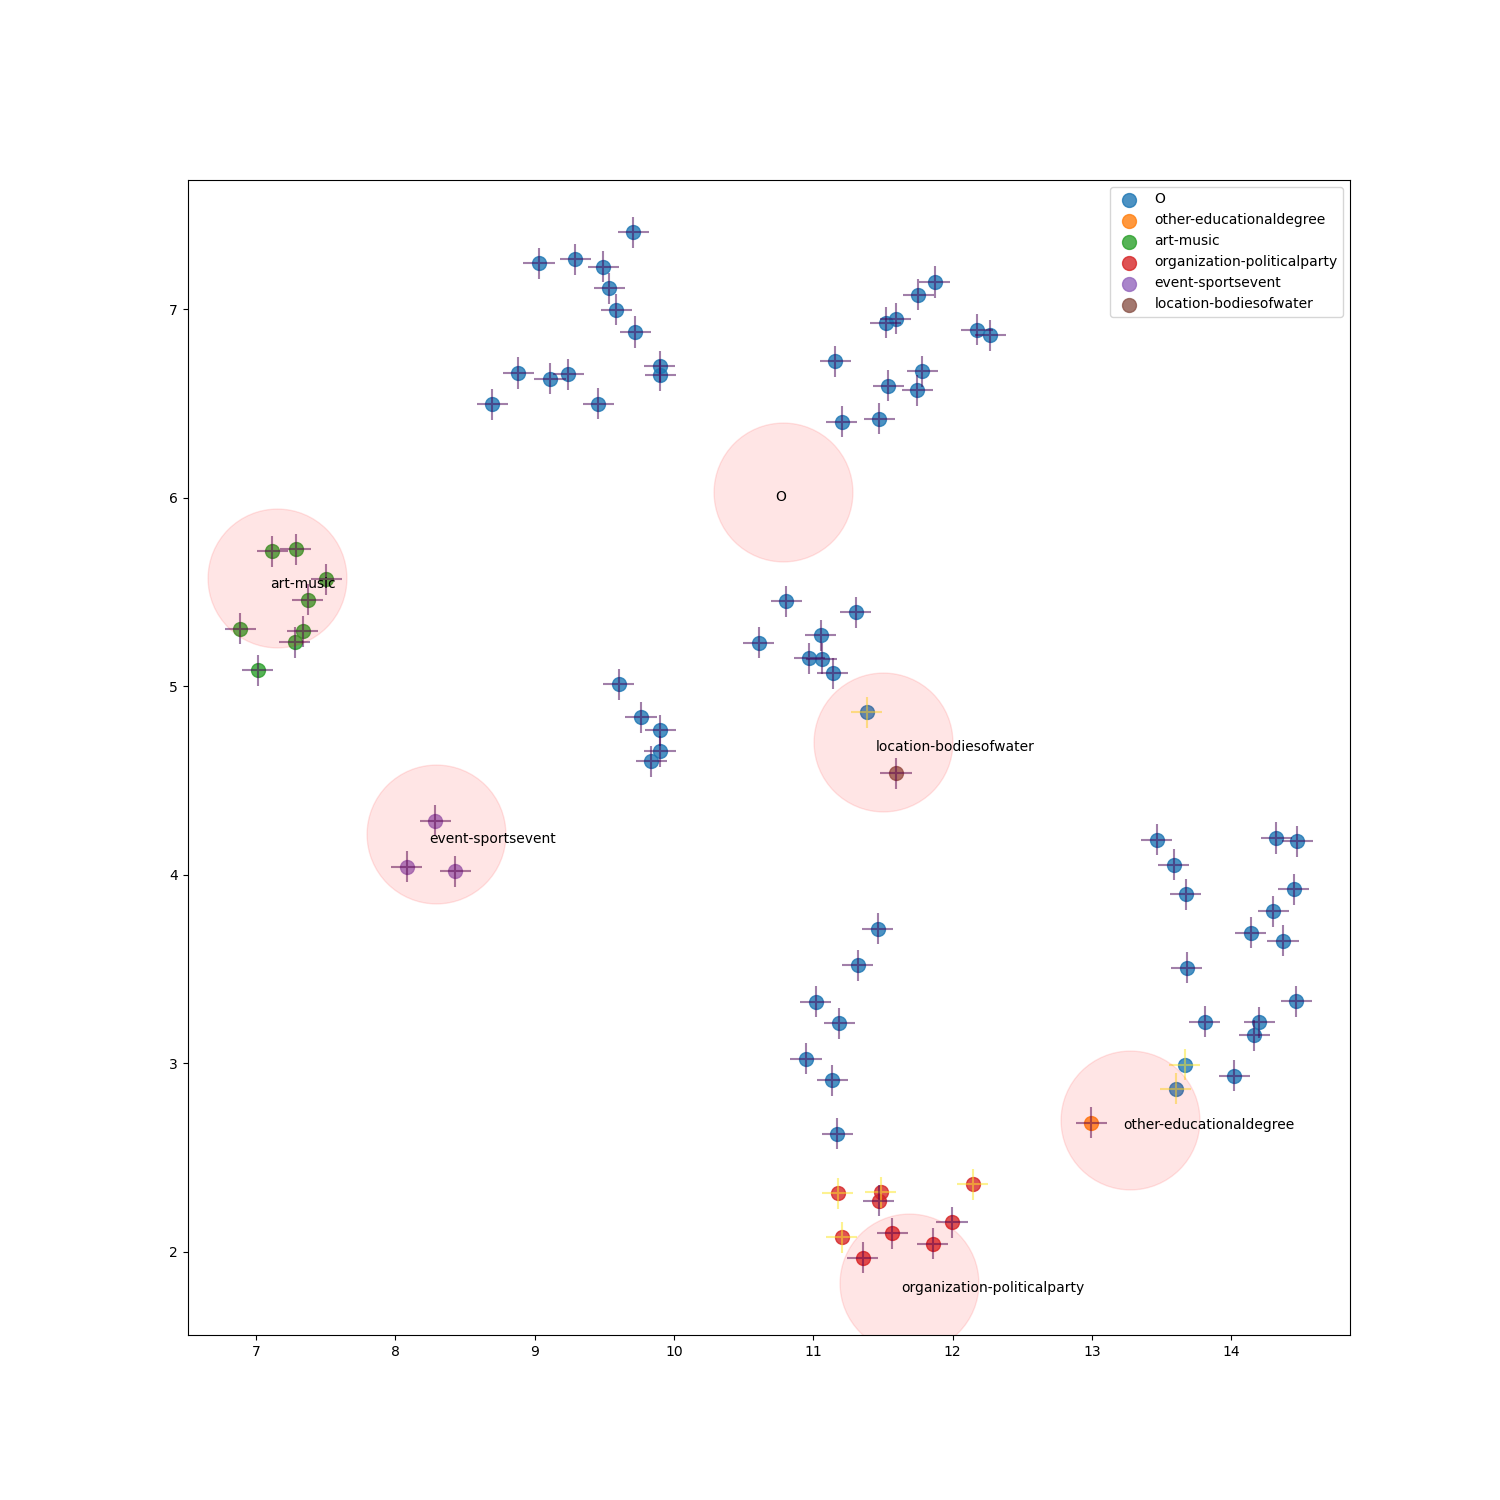 O
other-educationaldegree
art-music
organization-politicalparty
event-sportsevent
location-bodiesofwater
7
6
O
art-music
5
location-bodiesofwater
event-sportsevent
4
3
other-educationaldegree
2
organization-politicalparty
7 8 9 10 11 12 13 14